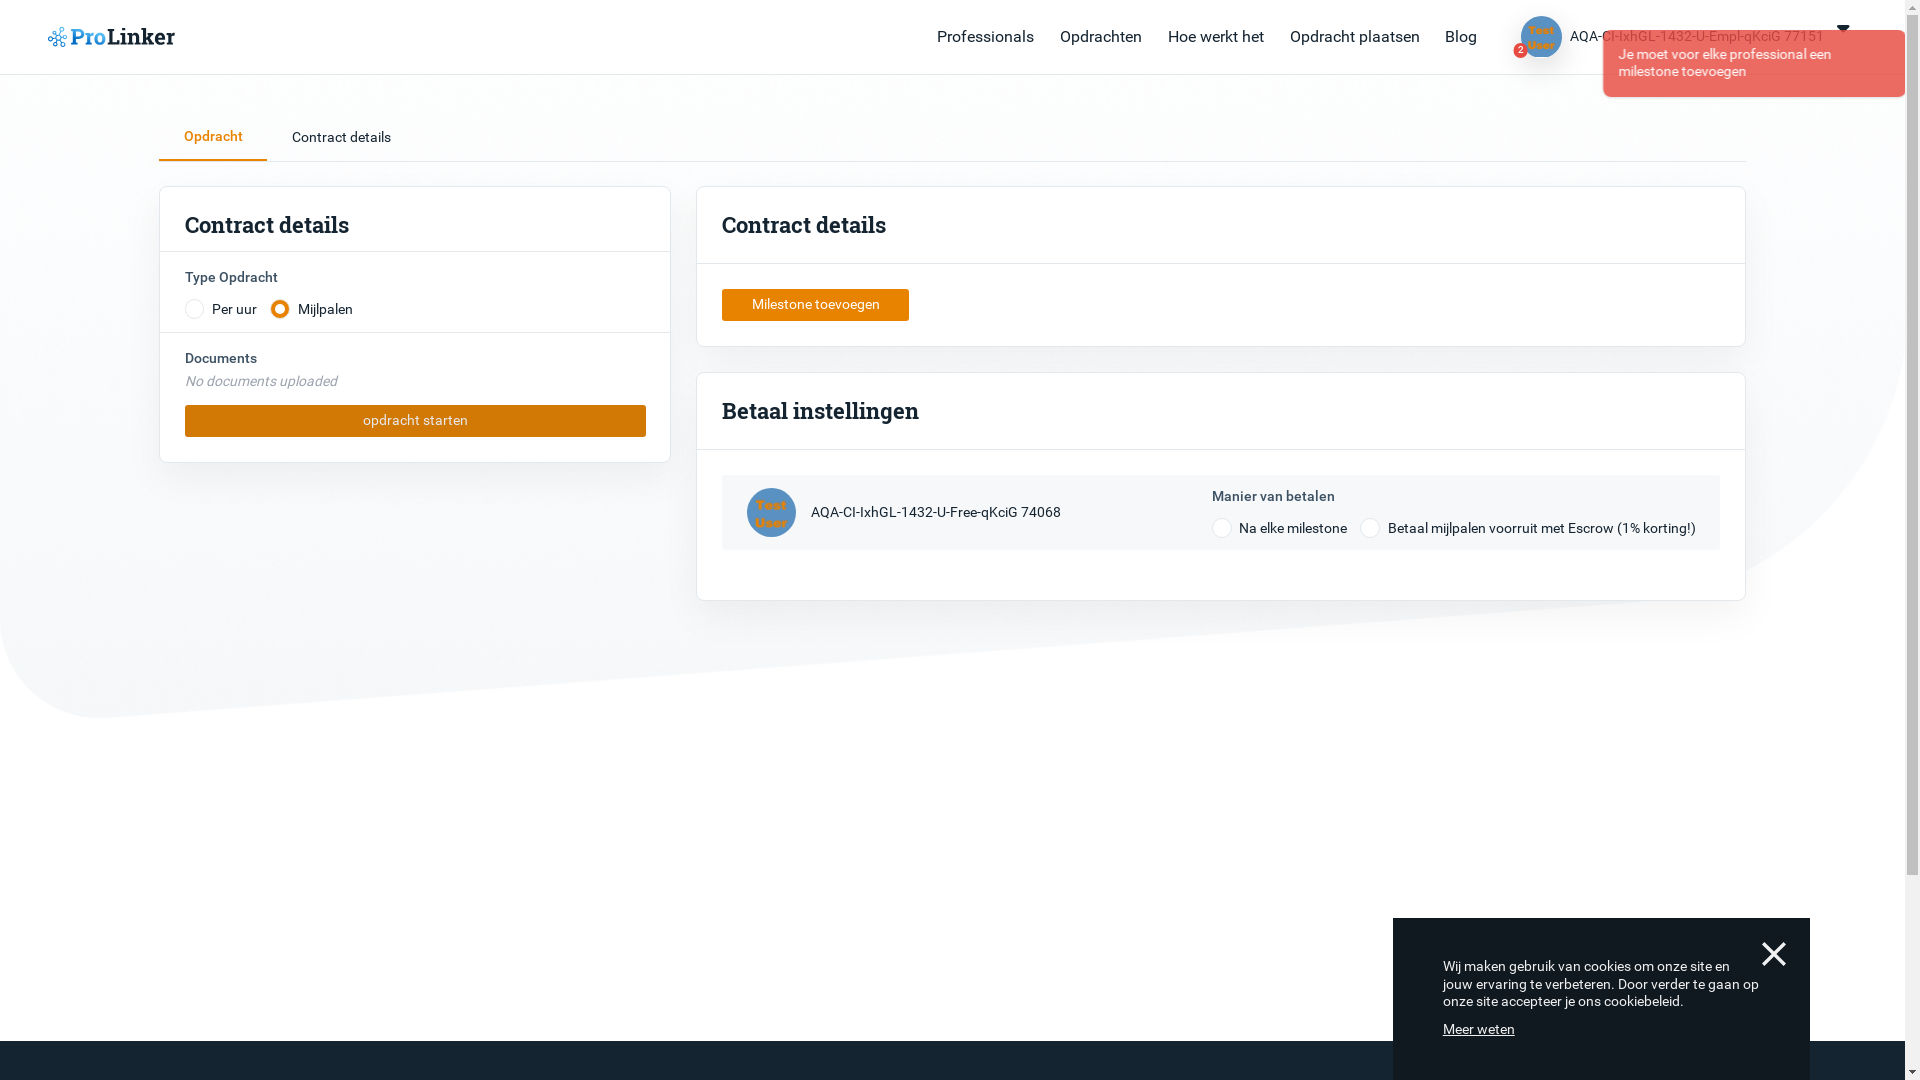 ProLinker
Professionals
Opdrachten
Hoe werkt het
Opdracht plaatsen
Blog
Test
User
2
AQA-CI-IxhGL-1432-U-Empl-qKciG 77151
Je moet voor elke professional een
milestone toevoegen
Opdracht
Contract details
Contract details
Type Opdracht
Per uur
Mijlpalen
Documents
No documents uploaded
opdracht starten
Contract details
Milestone toevoegen
Betaal instellingen
Test
User
AQA-CI-IxhGL-1432-U-Free-qKciG 74068
Manier van betalen
Na elke milestone
Betaal mijlpalen voorruit met Escrow (1% korting!)
Wij maken gebruik van cookies om onze site en
jouw ervaring te verbeteren. Door verder te gaan op
onze site accepteer je ons cookiebeleid.
Meer weten